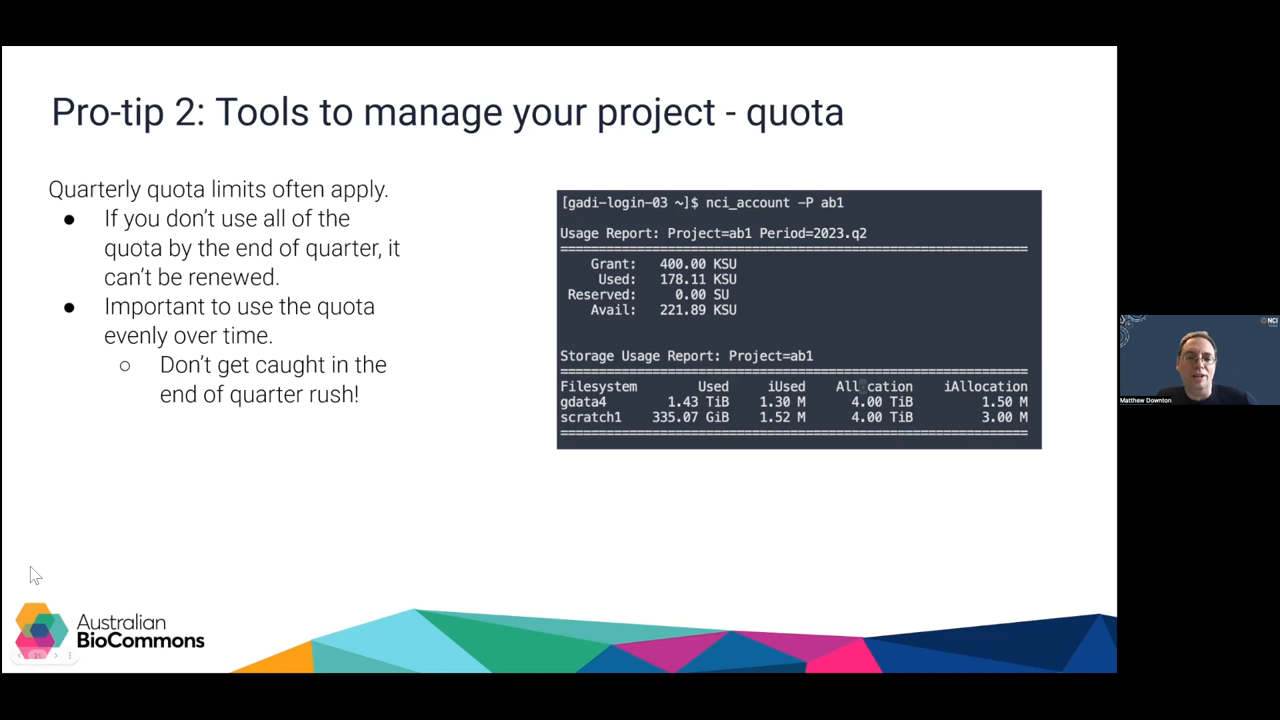 Pro-tip 2: Tools to manage your project - quota
Quarterly quota limits often apply.
● If you don't use all of the
quota by the end of quarter, it
can't be renewed.
● Important to use the quota
evenly over time.
○ Don't get caught in the
end of quarter rush!
[gadi-login-03 ~]$ nci_account -P ab1
Usage Report: Project=ab1 Period=2023.q2
Grant: 400.00 KSU
Used: 178.11 KSU
Reserved: 0.00 SU
Avail: 221.89 KSU
Storage Usage Report: Project=ab1
Filesystem Used iUsed Allocation iAllocation
gdata4 1.43 TiB 1.30 M 4.00 TiB 1.50 M
scratch1 335.07 GiB 1.52 M 4.00 TiB 3.00 M
NCI
Matthew Downton
Australian
BioCommons
21